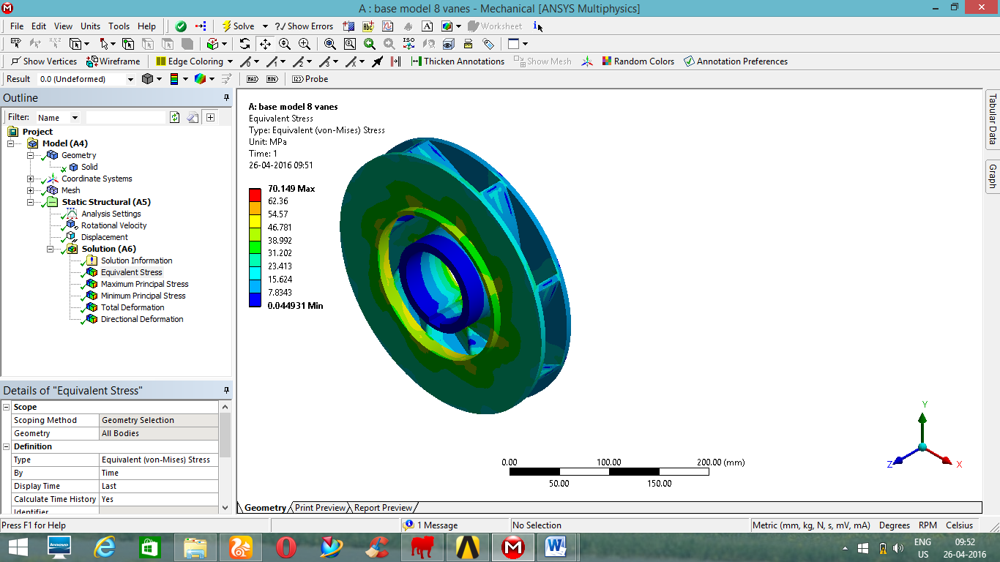 A : base model 8 vanes - Mechanical [ANSYS Multiphysics]
File Edit View Units Tools Help Solve ?/ Show Errors Worksheet
Show Vertices Wireframe Edge Coloring Thicken Annotations Show Mesh Random Colors Annotation Preferences
Result 0.0 (Undeformed) MAX MIN Probe
Outline
Filter: Name
Project
Model (A4)
Geometry
Solid
Coordinate Systems
Mesh
Static Structural (A5)
Analysis Settings
Rotational Velocity
Displacement
Solution (A6)
Solution Information
Equivalent Stress
Maximum Principal Stress
Minimum Principal Stress
Total Deformation
Directional Deformation
Details of "Equivalent Stress"
Scope
Scoping Method Geometry Selection
Geometry All Bodies
Definition
Type Equivalent (von-Mises) Stress
By Time
Display Time Last
Calculate Time History Yes
Identifier
A: base model 8 vanes
Equivalent Stress
Type: Equivalent (von-Mises) Stress
Unit: MPa
Time: 1
26-04-2016 09:51
70.149 Max
62.36
54.57
46.781
38.992
31.202
23.413
15.624
7.8343
0.044931 Min
0.00 100.00 200.00 (mm)
50.00 150.00
Y
Z X
Tabular Data
Graph
Geometry Print Preview Report Preview
Press F1 for Help 1 Message No Selection Metric (mm, kg, N, s, mV, mA) Degrees RPM Celsius
lenovo
ENG 09:52
US 26-04-2016